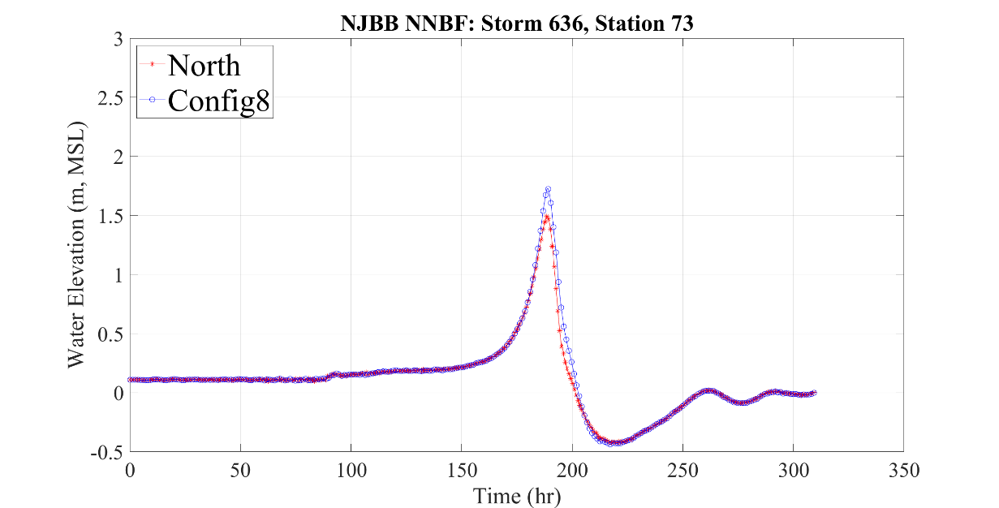 NJBB NNBF: Storm 636, Station 73
North
Config8
Water Elevation (m, MSL)
3
2.5
2
1.5
1
0.5
0
-0.5
0 50 100 150 200 250 300 350
Time (hr)